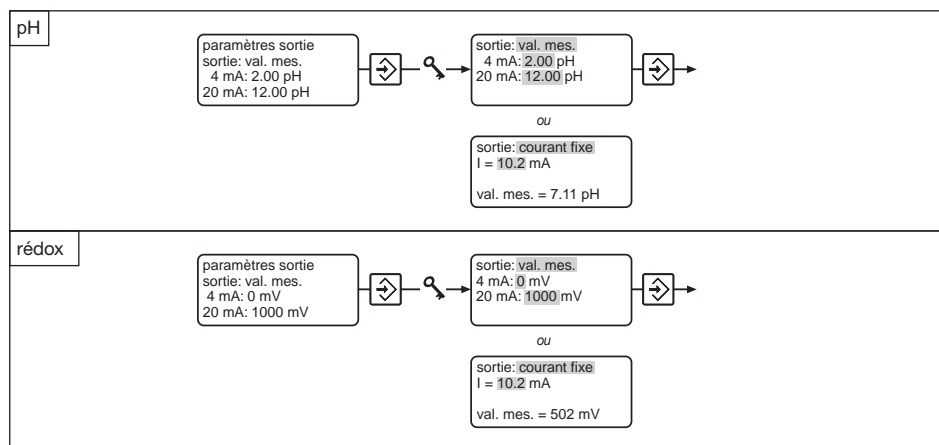 pH
paramètres sortie
sortie: val. mes.
4 mA: 2.00 pH
20 mA: 12.00 pH
sortie: val. mes.
4 mA: 2.00 pH
20 mA: 12.00 pH
ou
sortie: courant fixe
I = 10.2 mA
val. mes. = 7.11 pH
rédox
paramètres sortie
sortie: val. mes.
4 mA: 0 mV
20 mA: 1000 mV
sortie: val. mes.
4 mA: 0 mV
20 mA: 1000 mV
ou
sortie: courant fixe
I = 10.2 mA
val. mes. = 502 mV